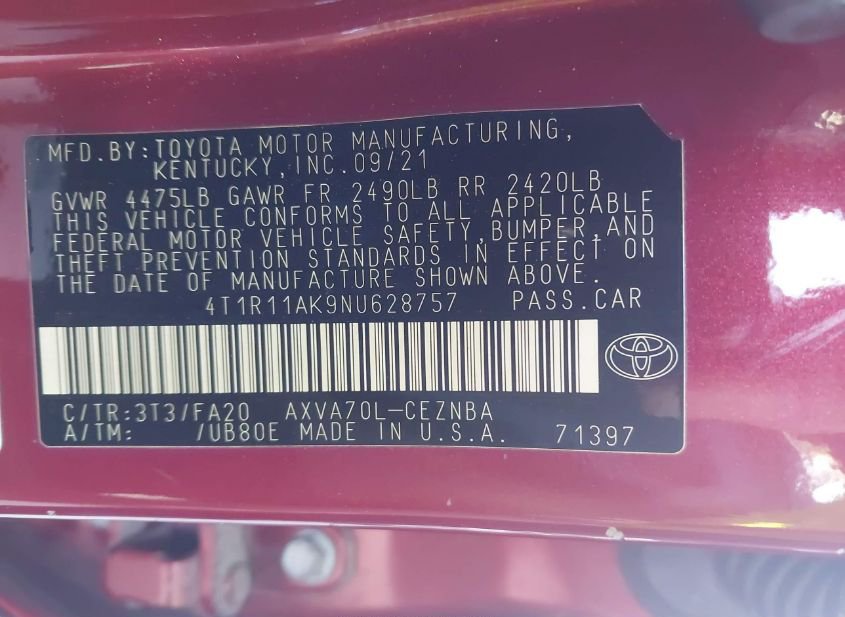 MFD.BY:TOYOTA MOTOR MANUFACTURING,
KENTUCKY,INC.09/21
GVWR 4475LB GAWR FR 2490LB RR 2420LB
THIS VEHICLE CONFORMS TO ALL APPLICABLE
FEDERAL MOTOR VEHICLE SAFETY,BUMPER,AND
THEFT PREVENTION STANDARDS IN EFFECT ON
THE DATE OF MANUFACTURE SHOWN ABOVE.
4T1R11AK9NU628757 PASS.CAR
C/TR:3T3/FA20 AXVA70L-CEZNBA
A/TM: /UB80E MADE IN U.S.A. 71397